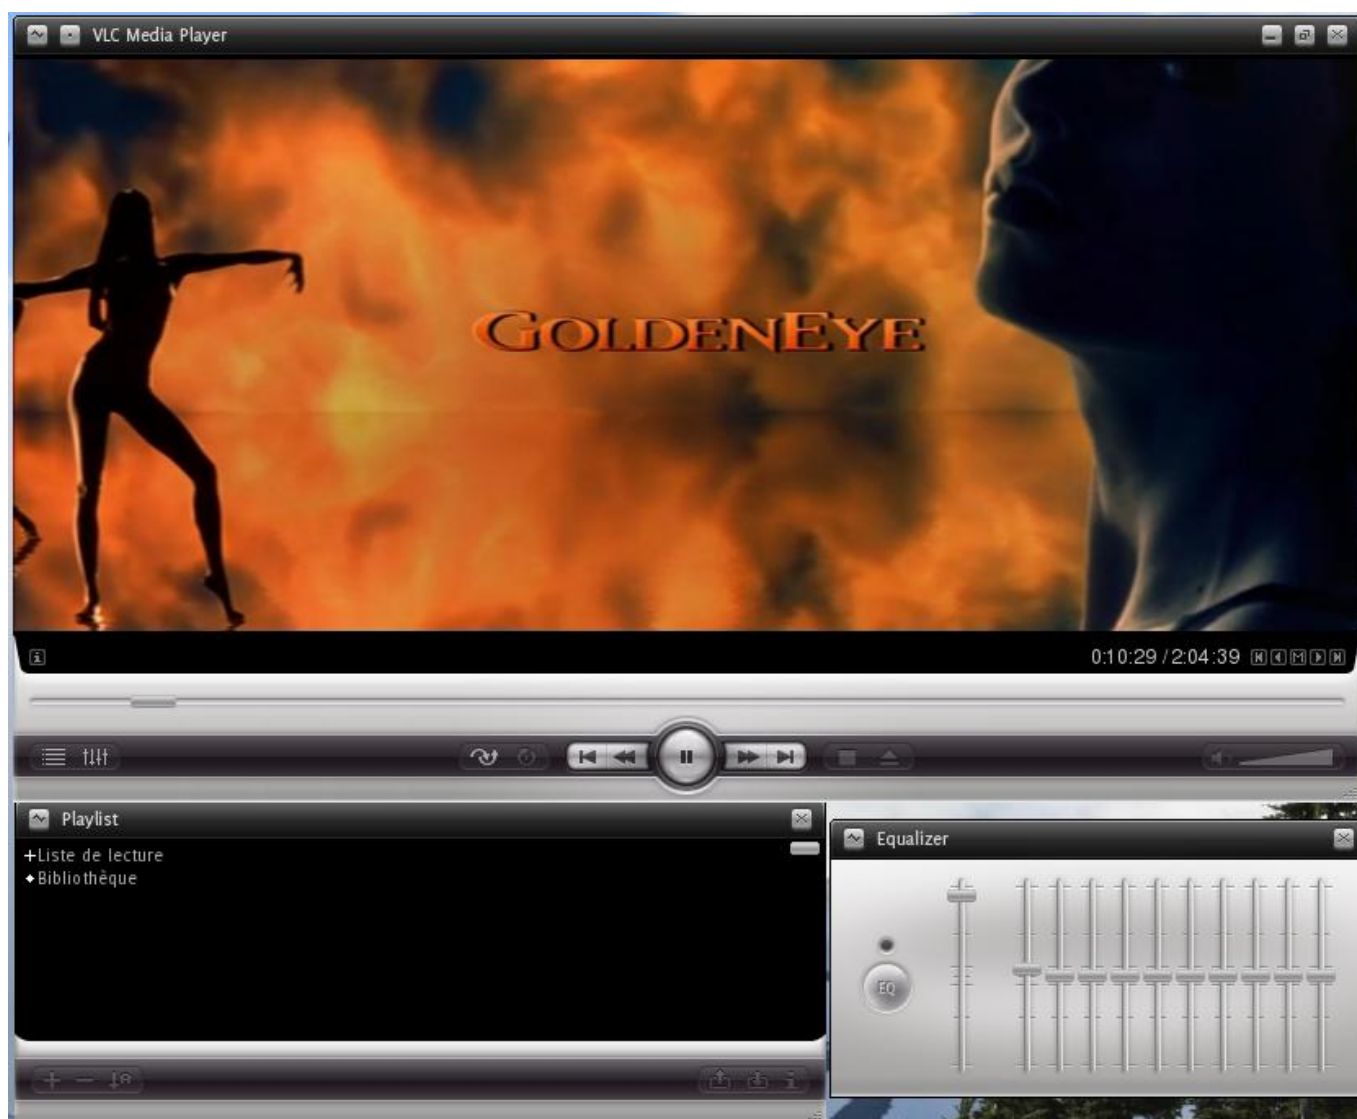 VLC Media Player
GOLDENEYE
0:10:29 / 2:04:39
M
Playlist
+Liste de lecture
Bibliothèque
Equalizer
EQ